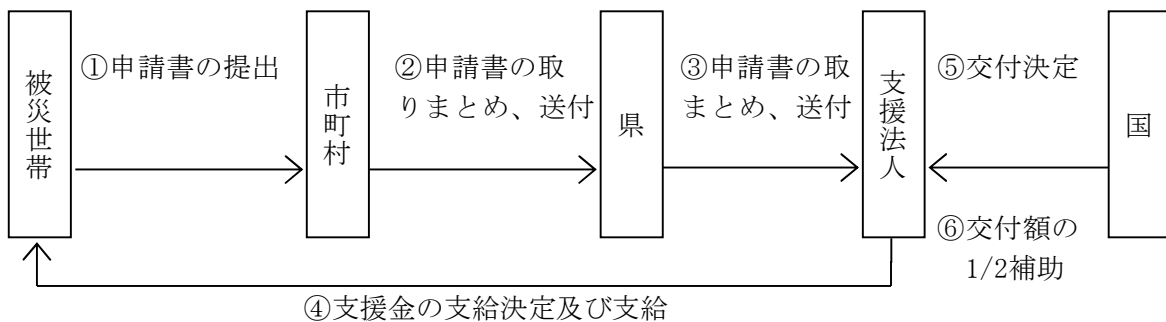 被災世帯
①申請書の提出
市町村
②申請書の取
りまとめ、送付
県
③申請書の取
まとめ、送付
支援法人
⑤交付決定
⑥交付額の
1/2補助
国
④支援金の支給決定及び支給